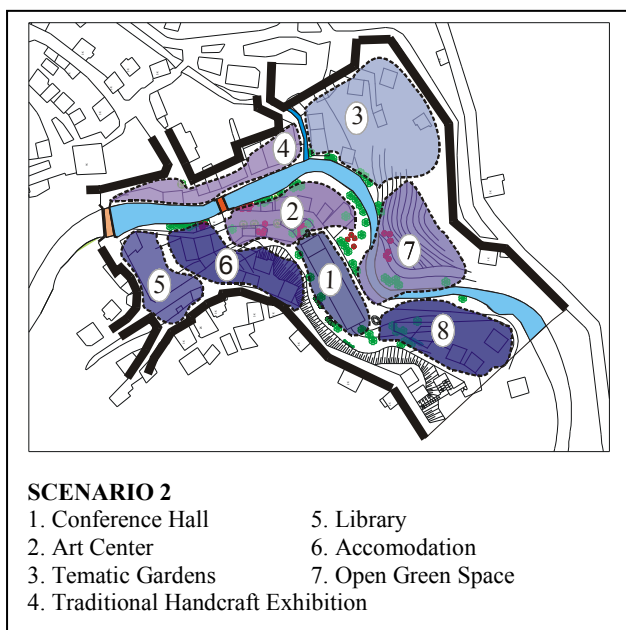 3
4
2
7
6
1
5
8
SCENARIO 2
1. Conference Hall
2. Art Center
3. Tematic Gardens
4. Traditional Handcraft Exhibition
5. Library
6. Accomodation
7. Open Green Space